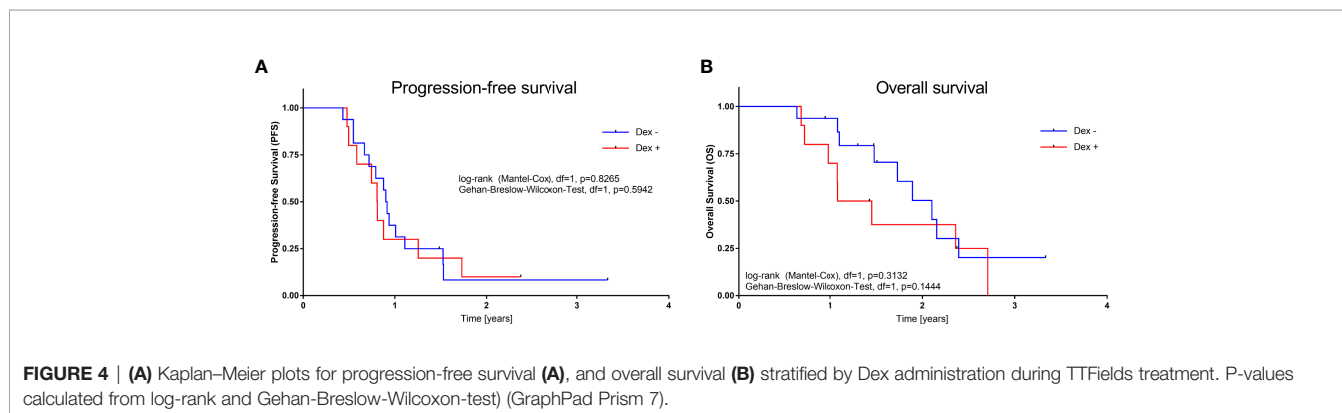 A
Progression-free survival
1.00
0.75
0.50
0.25
0.00
Progression-free Survival (PFS)
Dex -
Dex +
log-rank (Mantel-Cox), df=1, p=0.8265
Gehan-Breslow-Wilcoxon-Test, df=1, p=0.5942
0 1 2 3 4
Time [years]
B
Overall survival
1.00
0.75
0.50
0.25
0.00
Overall Survival (OS)
Dex -
Dex +
log-rank (Mantel-Cox), df=1, p=0.3132
Gehan-Breslow-Wilcoxon-Test, df=1, p=0.1444
0 1 2 3 4
Time [years]
FIGURE 4 | (A) Kaplan–Meier plots for progression-free survival (A), and overall survival (B) stratified by Dex administration during TTFields treatment. P-values
calculated from log-rank and Gehan-Breslow-Wilcoxon-test) (GraphPad Prism 7).